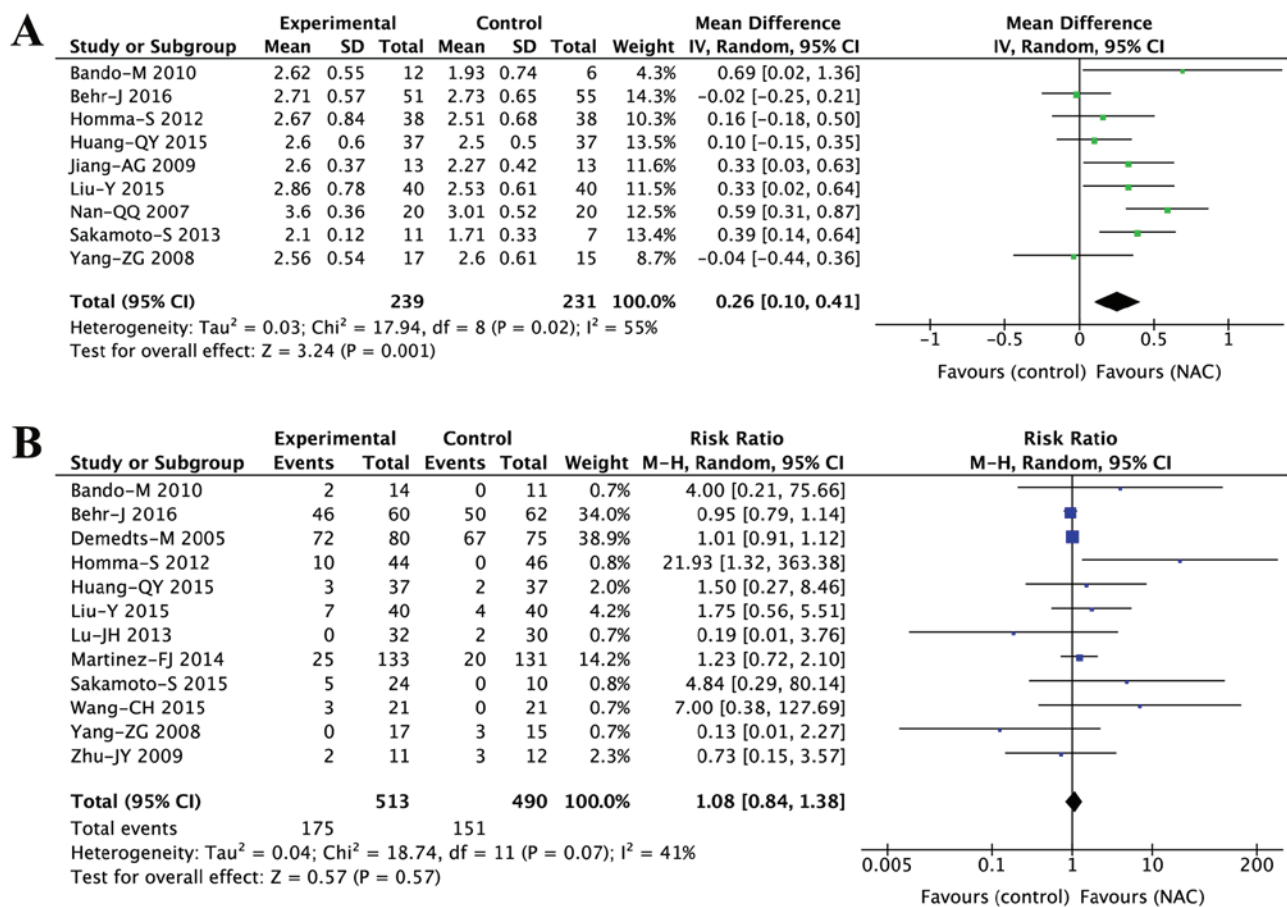 A
Experimental Control Mean Difference Mean Difference
Study or Subgroup Mean SD Total Mean SD Total Weight IV, Random, 95% CI IV, Random, 95% CI
Bando-M 2010 2.62 0.55 12 1.93 0.74 6 4.3% 0.69 [0.02, 1.36]
Behr-J 2016 2.71 0.57 51 2.73 0.65 55 14.3% -0.02 [-0.25, 0.21]
Homma-S 2012 2.67 0.84 38 2.51 0.68 38 10.3% 0.16 [-0.18, 0.50]
Huang-QY 2015 2.6 0.6 37 2.5 0.5 37 13.5% 0.10 [-0.15, 0.35]
Jiang-AG 2009 2.6 0.37 13 2.27 0.42 13 11.6% 0.33 [0.03, 0.63]
Liu-Y 2015 2.86 0.78 40 2.53 0.61 40 11.5% 0.33 [0.02, 0.64]
Nan-QQ 2007 3.6 0.36 20 3.01 0.52 20 12.5% 0.59 [0.31, 0.87]
Sakamoto-S 2013 2.1 0.12 11 1.71 0.33 7 13.4% 0.39 [0.14, 0.64]
Yang-ZG 2008 2.56 0.54 17 2.6 0.61 15 8.7% -0.04 [-0.44, 0.36]
Total (95% CI) 239 231 100.0% 0.26 [0.10, 0.41]
Heterogeneity: Tau² = 0.03; Chi² = 17.94, df = 8 (P = 0.02); I² = 55%
Test for overall effect: Z = 3.24 (P = 0.001)
-1 -0.5 0 0.5 1
Favours (control) Favours (NAC)
B
Experimental Control Risk Ratio Risk Ratio
Study or Subgroup Events Total Events Total Weight M-H, Random, 95% CI M-H, Random, 95% CI
Bando-M 2010 2 14 0 11 0.7% 4.00 [0.21, 75.66]
Behr-J 2016 46 60 50 62 34.0% 0.95 [0.79, 1.14]
Demedts-M 2005 72 80 67 75 38.9% 1.01 [0.91, 1.12]
Homma-S 2012 10 44 0 46 0.8% 21.93 [1.32, 363.38]
Huang-QY 2015 3 37 2 37 2.0% 1.50 [0.27, 8.46]
Liu-Y 2015 7 40 4 40 4.2% 1.75 [0.56, 5.51]
Lu-JH 2013 0 32 2 30 0.7% 0.19 [0.01, 3.76]
Martinez-FJ 2014 25 133 20 131 14.2% 1.23 [0.72, 2.10]
Sakamoto-S 2015 5 24 0 10 0.8% 4.84 [0.29, 80.14]
Wang-CH 2015 3 21 0 21 0.7% 7.00 [0.38, 127.69]
Yang-ZG 2008 0 17 3 15 0.7% 0.13 [0.01, 2.27]
Zhu-JY 2009 2 11 3 12 2.3% 0.73 [0.15, 3.57]
Total (95% CI) 513 490 100.0% 1.08 [0.84, 1.38]
Total events 175 151
Heterogeneity: Tau² = 0.04; Chi² = 18.74, df = 11 (P = 0.07); I² = 41%
Test for overall effect: Z = 0.57 (P = 0.57)
0.005 0.1 1 10 200
Favours (control) Favours (NAC)